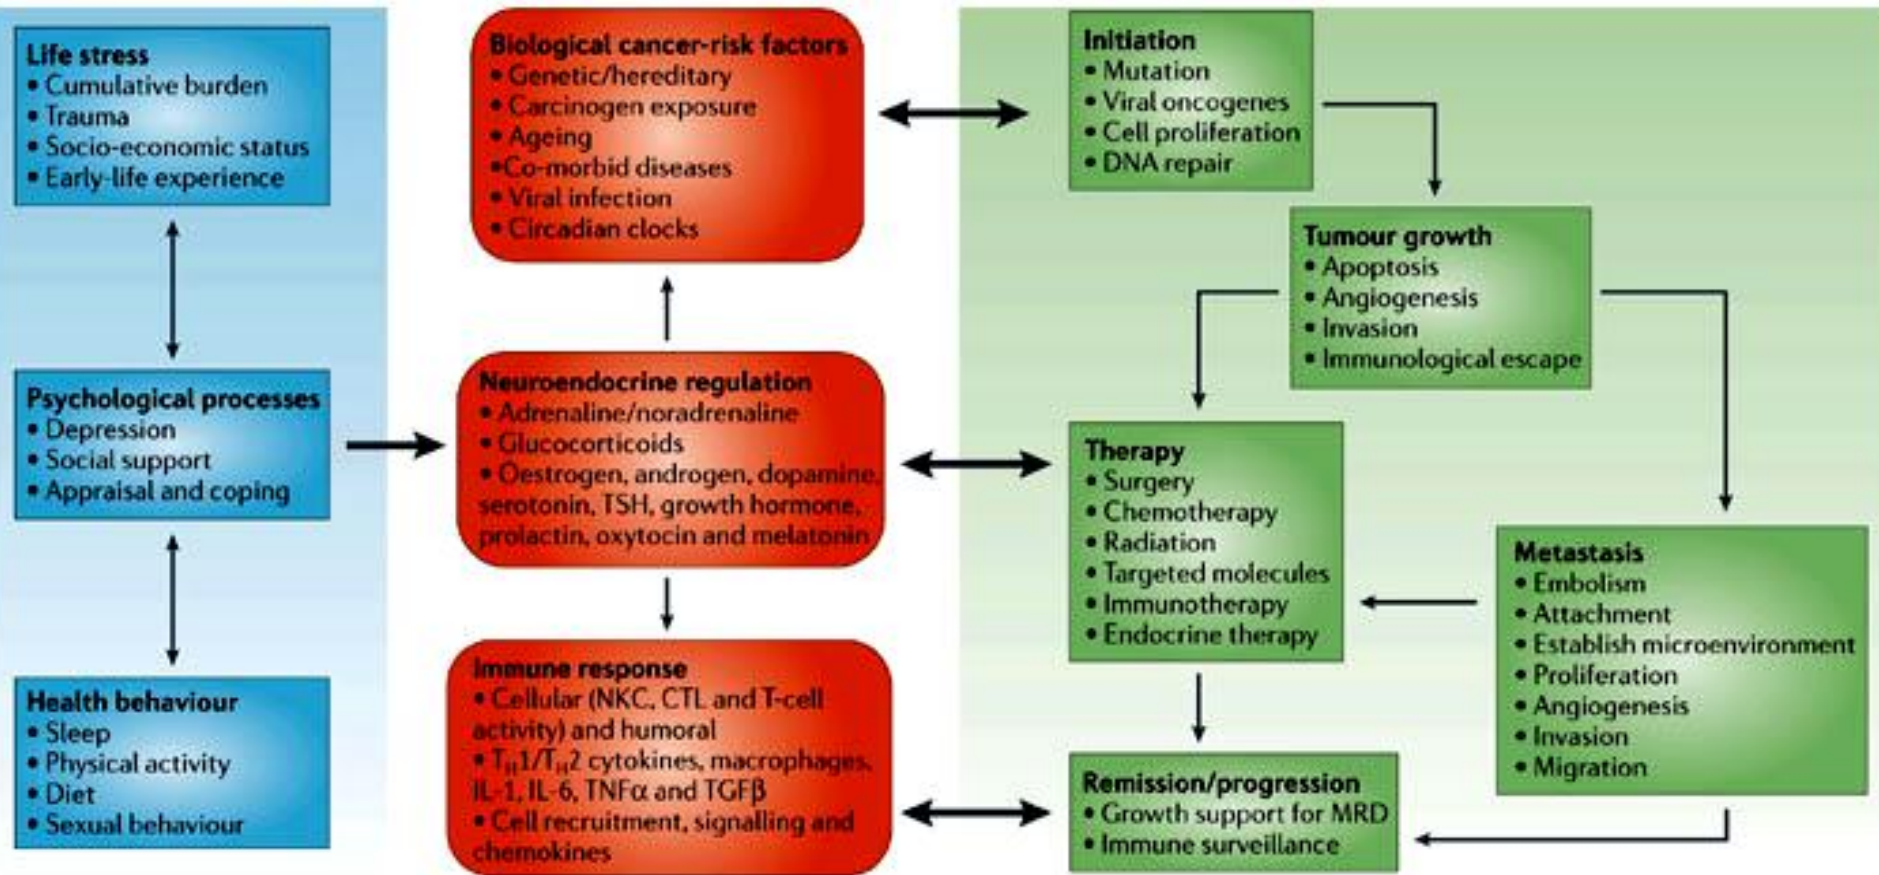 Life stress
• Cumulative burden
• Trauma
• Socio-economic status
• Early-life experience
Psychological processes
• Depression
• Social support
• Appraisal and coping
Health behaviour
• Sleep
• Physical activity
• Diet
• Sexual behaviour
Biological cancer-risk factors
• Genetic/hereditary
• Carcinogen exposure
• Ageing
•Co-morbid diseases
• Viral infection
• Circadian clocks
Neuroendocrine regulation
• Adrenaline/noradrenaline
• Glucocorticoids
• Oestrogen, androgen, dopamine,
serotonin, TSH, growth hormone,
prolactin, oxytocin and melatonin
Immune response
• Cellular (NKC, CTL and T-cell
activity) and humoral
• TH1/TH2 cytokines, macrophages,
IL-1, IL-6, TNFα and TGFβ
• Cell recruitment, signalling and
chemokines
Initiation
• Mutation
• Viral oncogenes
• Cell proliferation
• DNA repair
Tumour growth
• Apoptosis
• Angiogenesis
• Invasion
• Immunological escape
Therapy
• Surgery
• Chemotherapy
• Radiation
• Targeted molecules
• Immunotherapy
• Endocrine therapy
Metastasis
• Embolism
• Attachment
• Establish microenvironment
• Proliferation
• Angiogenesis
• Invasion
• Migration
Remission/progression
• Growth support for MRD
• Immune surveillance